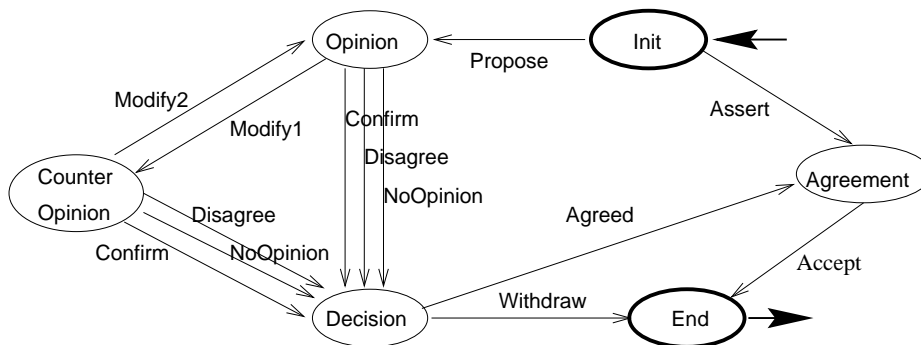 Opinion
Init
Propose
Modify2
Assert
Confirm
Modify1
Disagree
Counter
Opinion
Agreement
NoOpinion
Disagree
Agreed
Confirm
NoOpinion
Accept
Withdraw
Decision
End